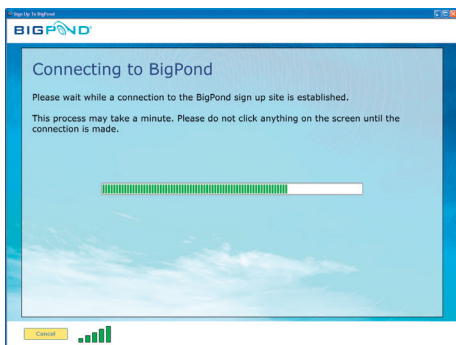 Sign Up To BigPond
BIGPOND®
Connecting to BigPond
Please wait while a connection to the BigPond sign up site is established.
This process may take a minute. Please do not click anything on the screen until the
connection is made.
Cancel